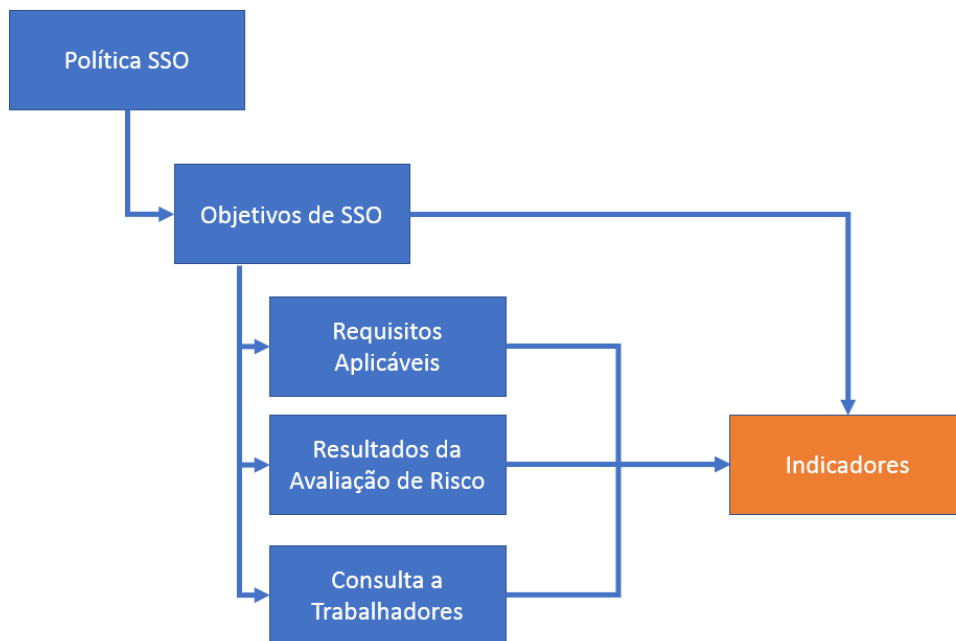 Política SSO
Objetivos de SSO
Requisitos
Aplicáveis
Resultados da
Avaliação de Risco
Indicadores
Consulta a
Trabalhadores